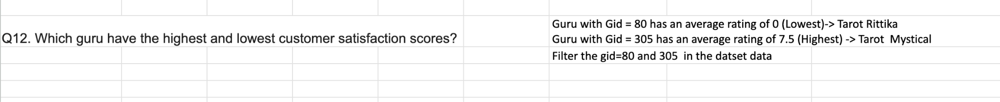 Q12. Which guru have the highest and lowest customer satisfaction scores?
Guru with Gid = 80 has an average rating of 0 (Lowest)-> Tarot Rittika
Guru with Gid = 305 has an average rating of 7.5 (Highest) -> Tarot  Mystical
Filter the gid=80 and 305  in the datset data